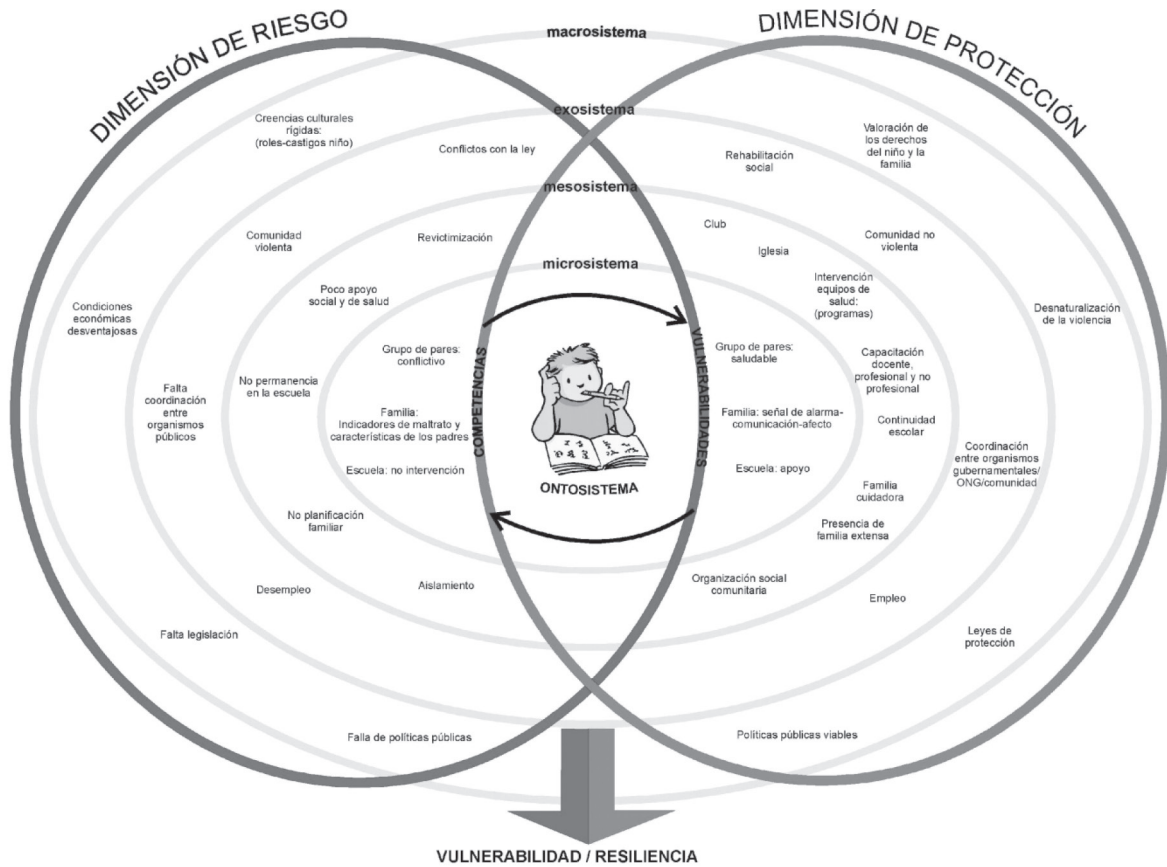 DIMENSIÓN DE RIESGO
DIMENSIÓN DE PROTECCIÓN
macrosistema
exosistema
mesosistema
microsistema
Creencias culturales
rígidas:
(roles-castigos niño)
Conflictos con la ley
Comunidad
violenta
Revictimización
Poco apoyo
social y de salud
Condiciones
económicas
desventajosas
Grupo de pares:
conflictivo
Falta
coordinación
entre
organismos
públicos
No permanencia
en la escuela
Familia:
Indicadores de maltrato y
características de los padres
Escuela: no intervención
No planificación
familiar
Desempleo
Aislamiento
Falta legislación
Falla de políticas públicas
COMPETENCIAS
ONTOSISTEMA
VULNERABILIDADES
Valoración de
los derechos
del niño y la
familia
Rehabilitación
social
Club
Iglesia
Comunidad no
violenta
Intervención
equipos de
salud:
(programas)
Desnaturalización
de la violencia
Grupo de pares:
saludable
Capacitación
docente,
profesional y no
profesional
Familia: señal de alarma-
comunicación-afecto
Continuidad
escolar
Coordinación
entre organismos
gubernamentales/
ONG/comunidad
Escuela: apoyo
Familia
cuidadora
Presencia de
familia extensa
Organización social
comunitaria
Empleo
Leyes de
protección
Políticas públicas viables
VULNERABILIDAD / RESILIENCIA